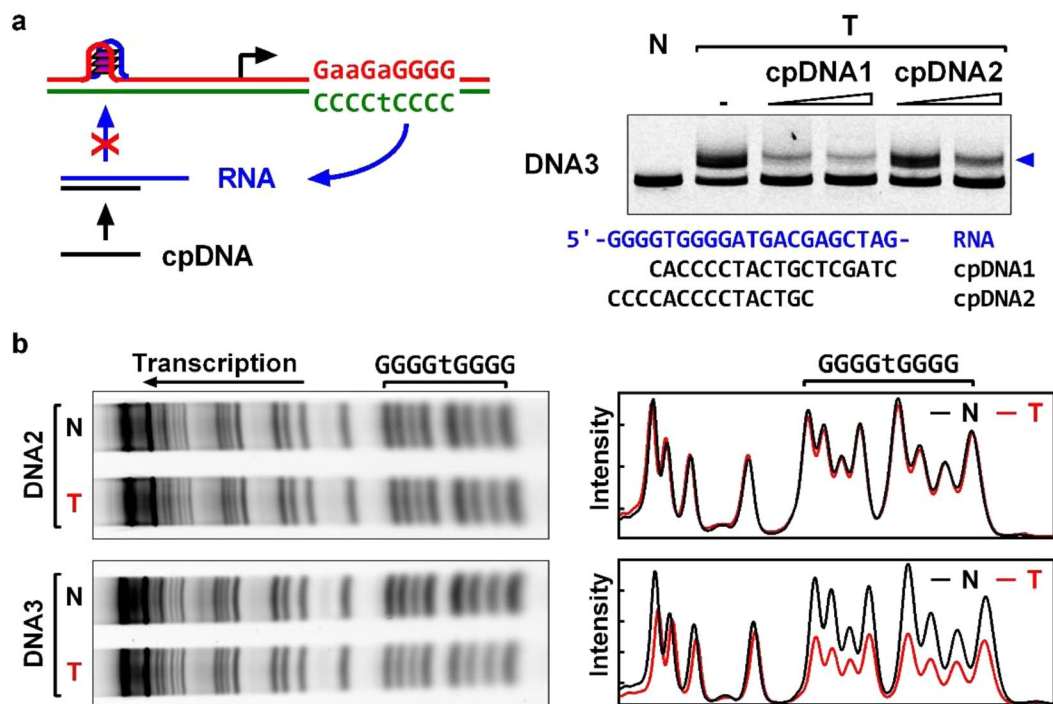 a
GaaGaGGGG
CCCCtCCCC
RNA
cpDNA
N
T
cpDNA1
cpDNA2
-
DNA3
5'-GGGGTGGGGATGACGAGCTAG- RNA
CACCCCTACTGCTCGATC cpDNA1
CCCCACCCCTACTGC cpDNA2
b
Transcription
GGGGtGGGG
DNA2
N
T
GGGGtGGGG
Intensity
N
T
DNA3
N
T
Intensity
N
T